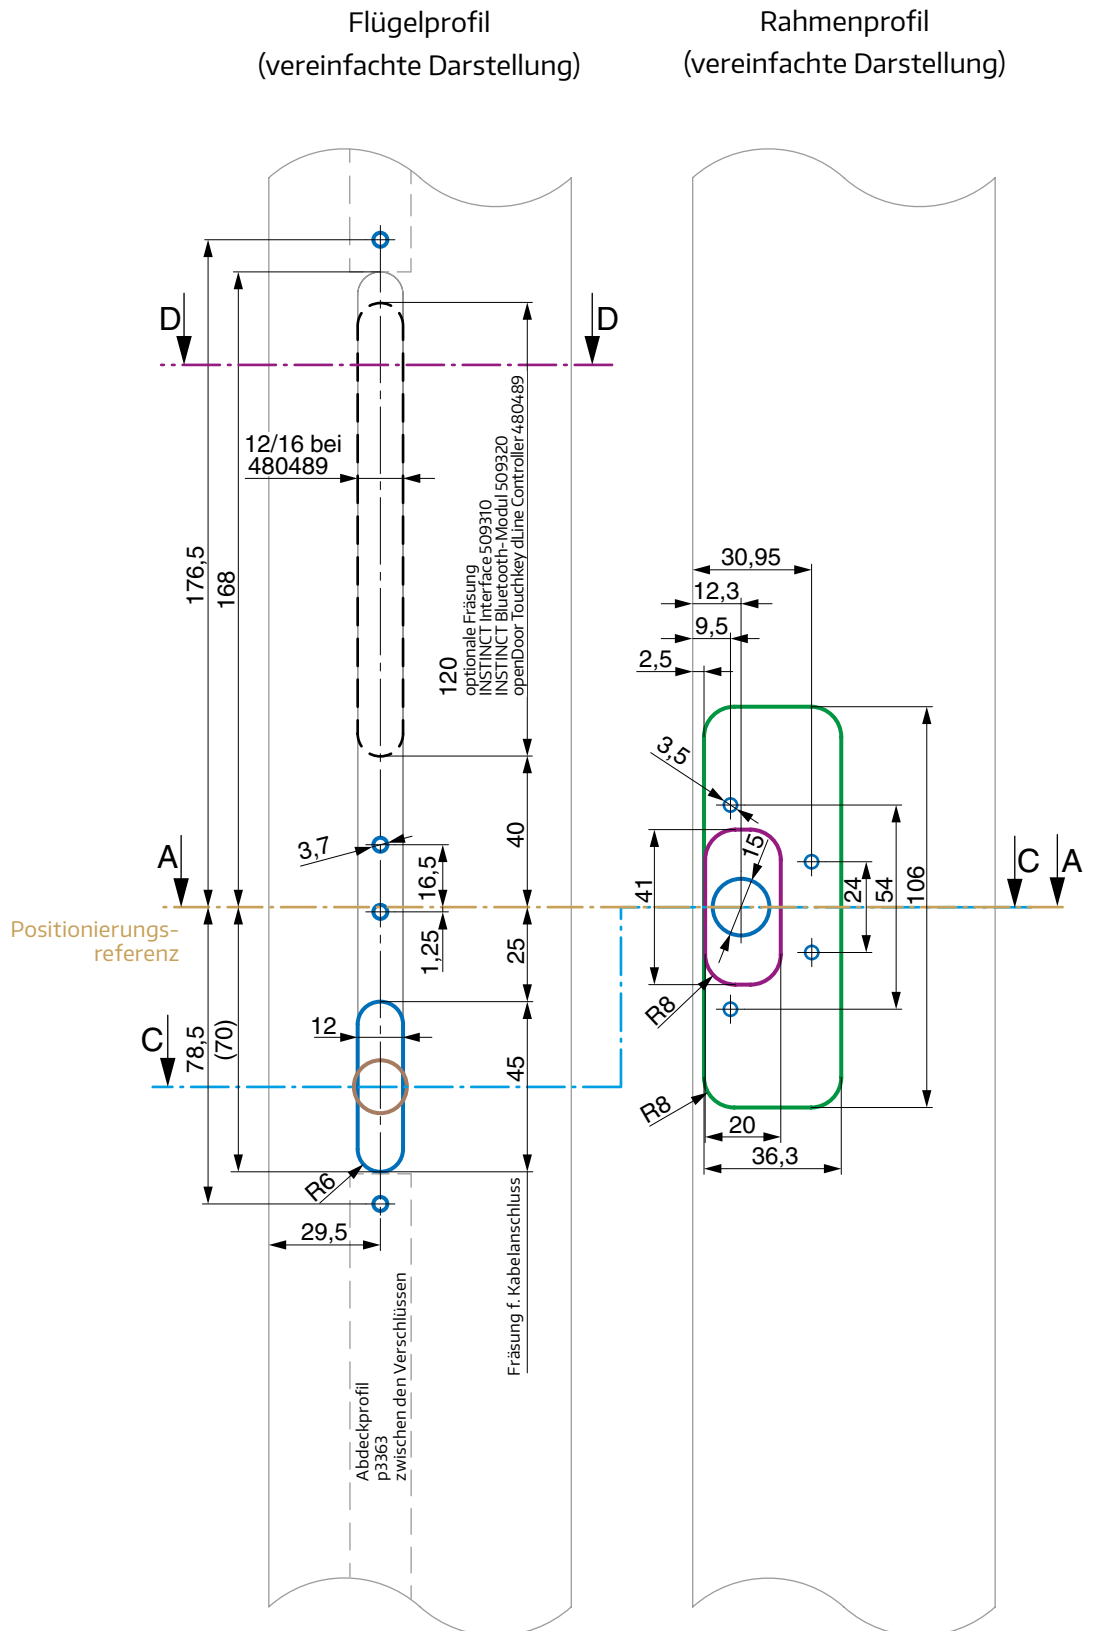 Flügelprofil
(vereinfachte Darstellung)
Rahmenprofil
(vereinfachte Darstellung)
D
D
12/16 bei
480489
176,5
168
120
optionale Fräsung
INSTINCT Interface 509310
INSTINCT Bluetooth-Modul 509320
openDoor Touchkey dLine Controller 480489
3,7
16,5
40
A
Positionierungs-
referenz
1,25
25
C
78,5
(70)
12
45
R6
29,5
Fräsung f. Kabelanschluss
Abdeckprofil
p3363
zwischen den Verschlüssen
30,95
12,3
9,5
2,5
3,5
15
41
24
54
106
C
A
R8
R8
20
36,3